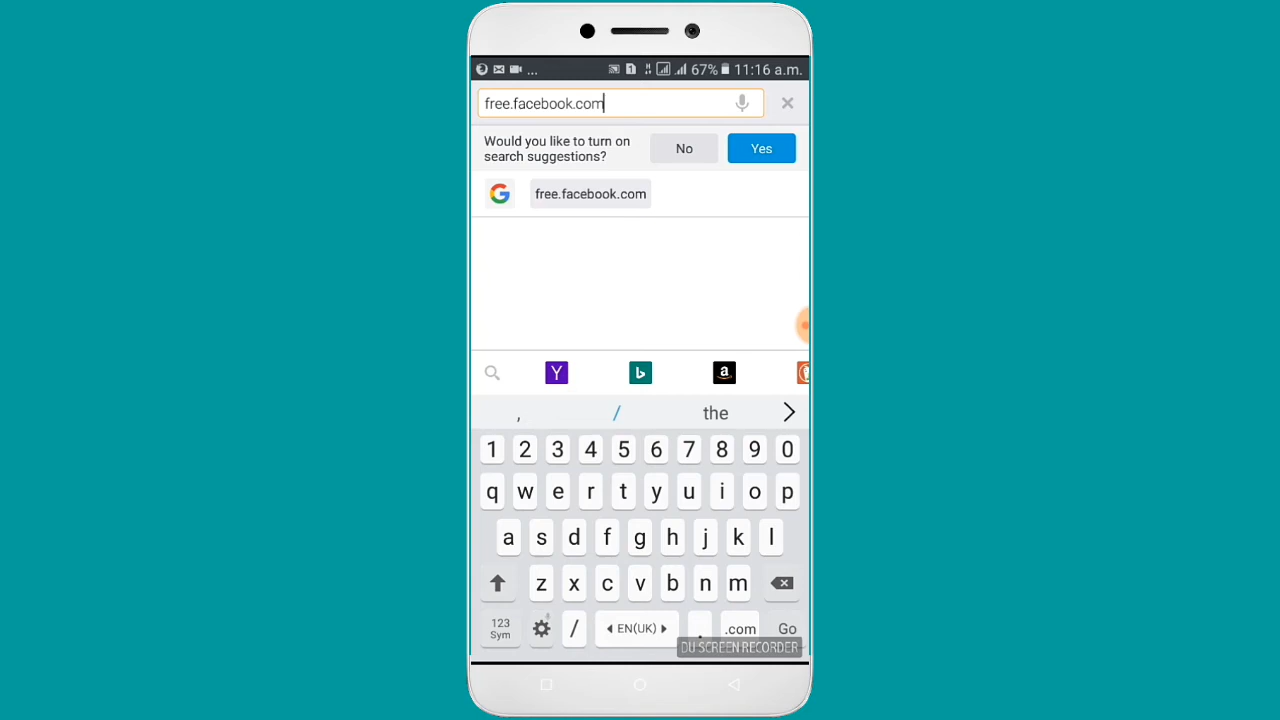 ... 1 67% 11:16 a.m.
free.facebook.com
Would you like to turn on
search suggestions?
No
Yes
G free.facebook.com
Y b a
, / the
1 2 3 4 5 6 7 8 9 0
q w e r t y u i o p
a s d f g h j k l
z x c v b n m
123
Sym
/ EN(UK) . .com Go
DU SCREEN RECORDER